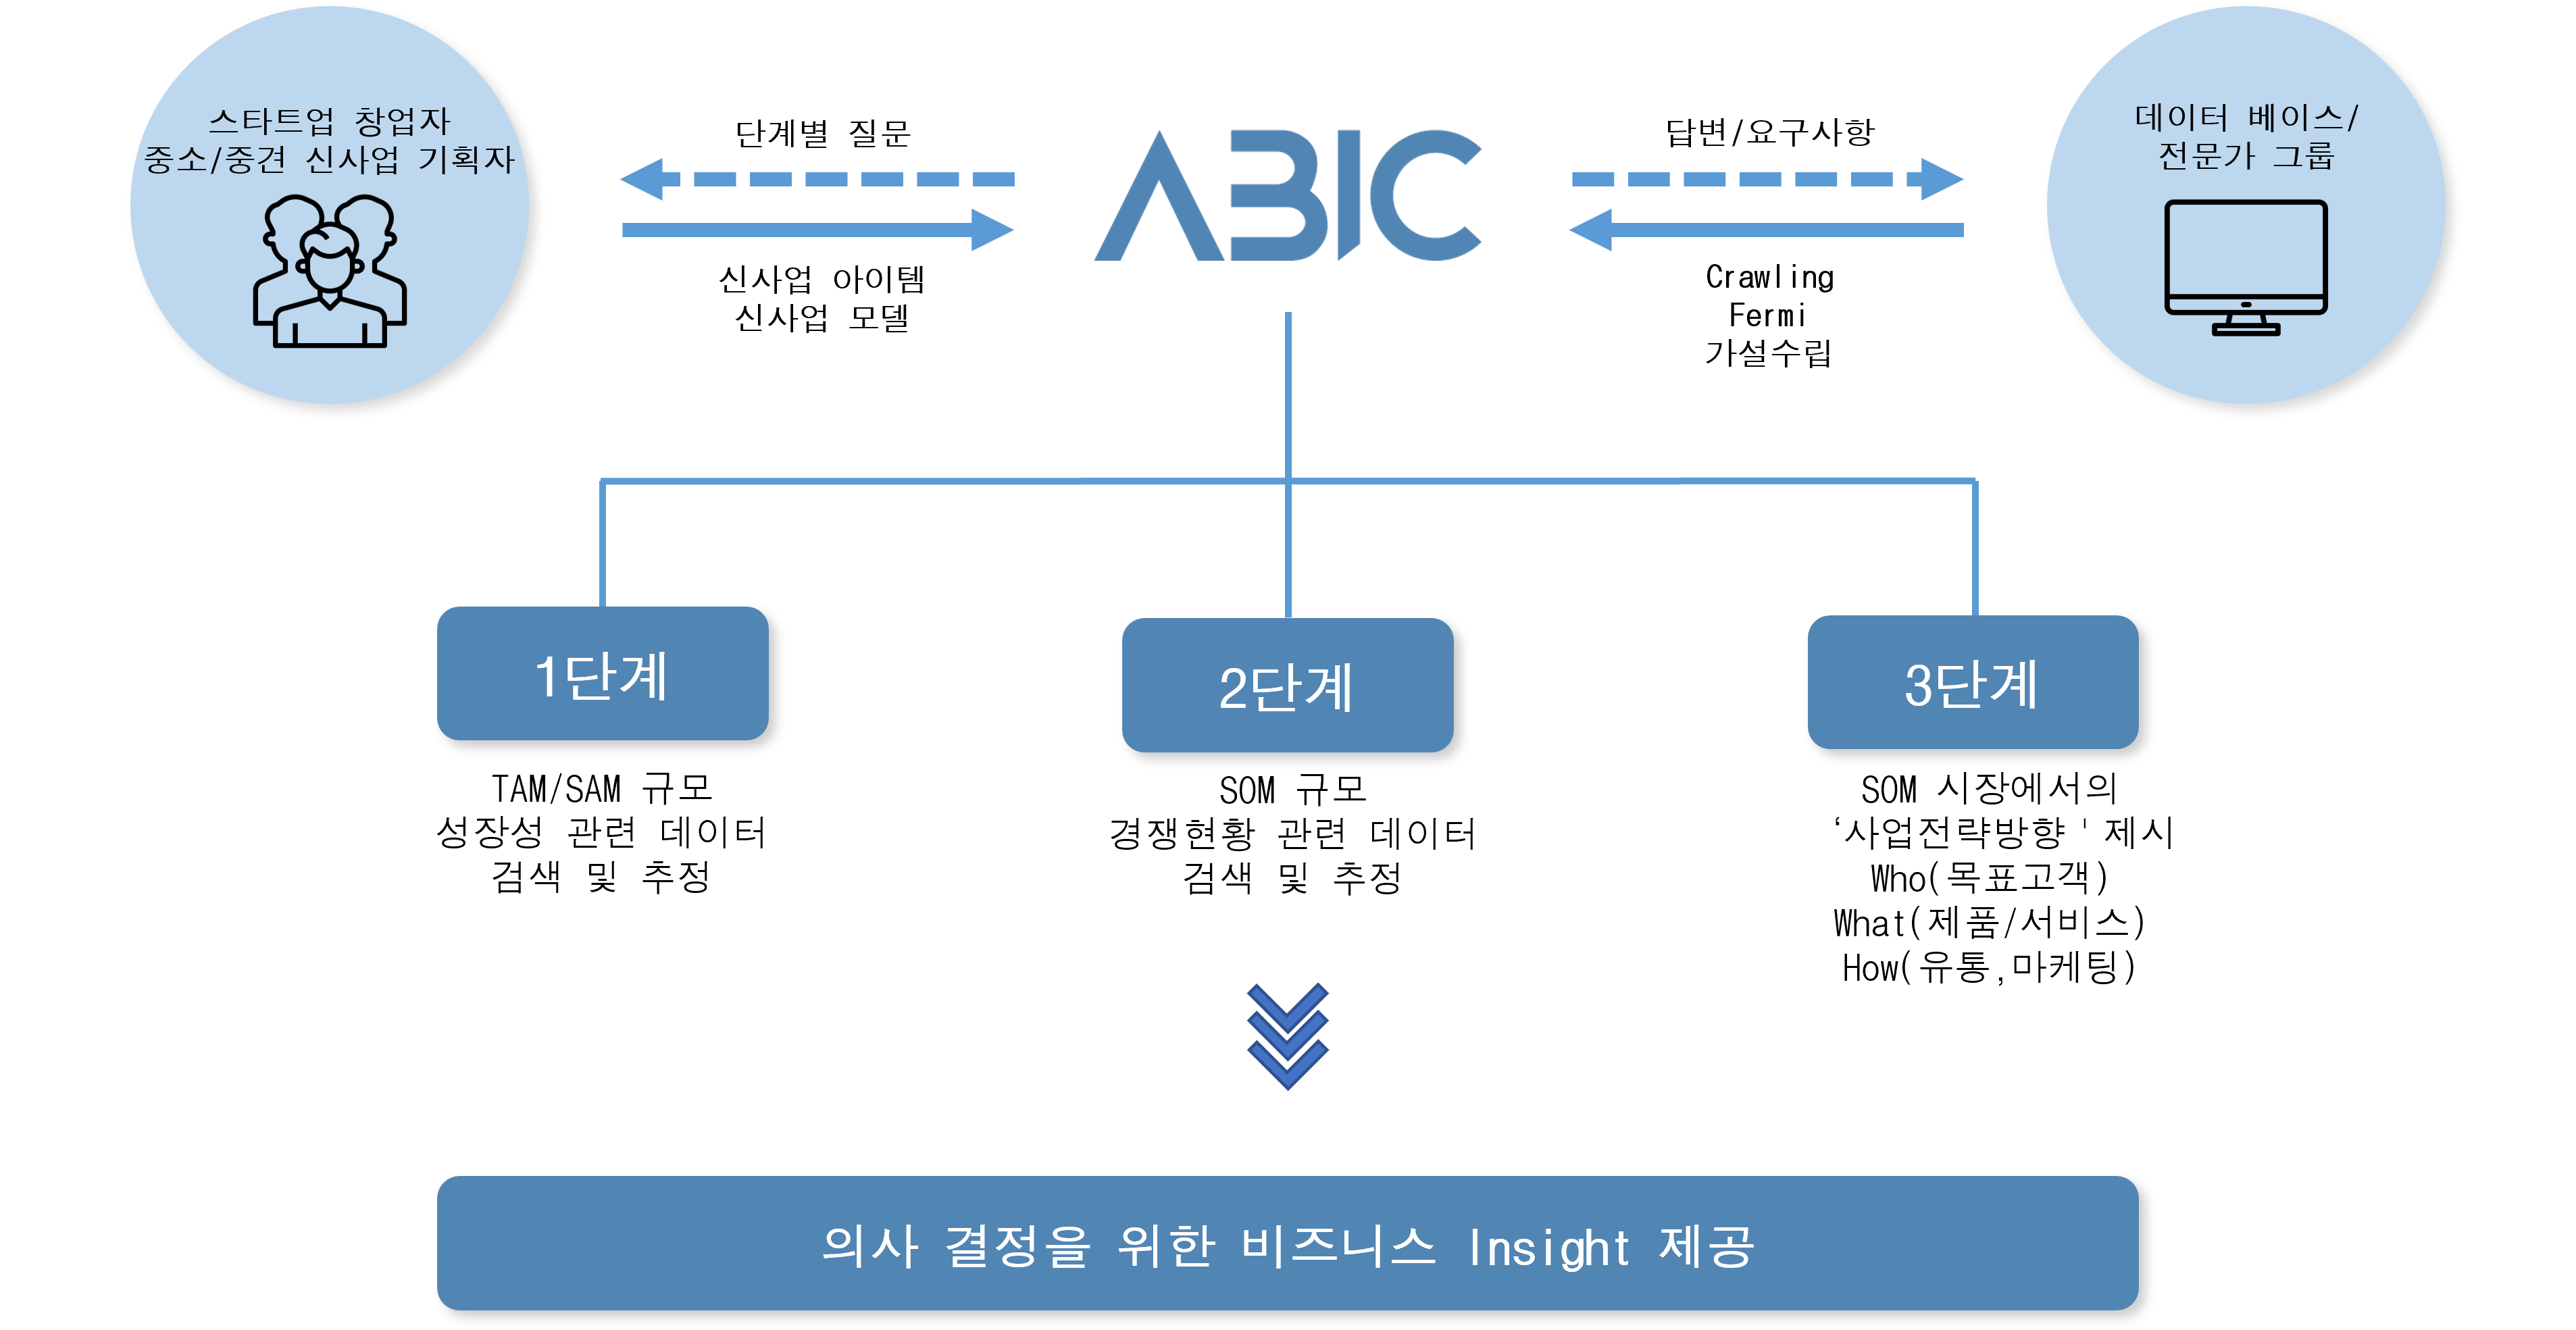 스타트업 창업자
중소/중견 신사업 기획자
단계별 질문
신사업 아이템
신사업 모델
ABIC
답변/요구사항
Crawling
Fermi
가설수립
데이터 베이스/
전문가 그룹
1단계
TAM/SAM 규모
성장성 관련 데이터
검색 및 추정
2단계
SOM 규모
경쟁현황 관련 데이터
검색 및 추정
3단계
SOM 시장에서의
‘사업전략방향' 제시
Who(목표고객)
What(제품/서비스)
How(유통,마케팅)
의사 결정을 위한 비즈니스 Insight 제공